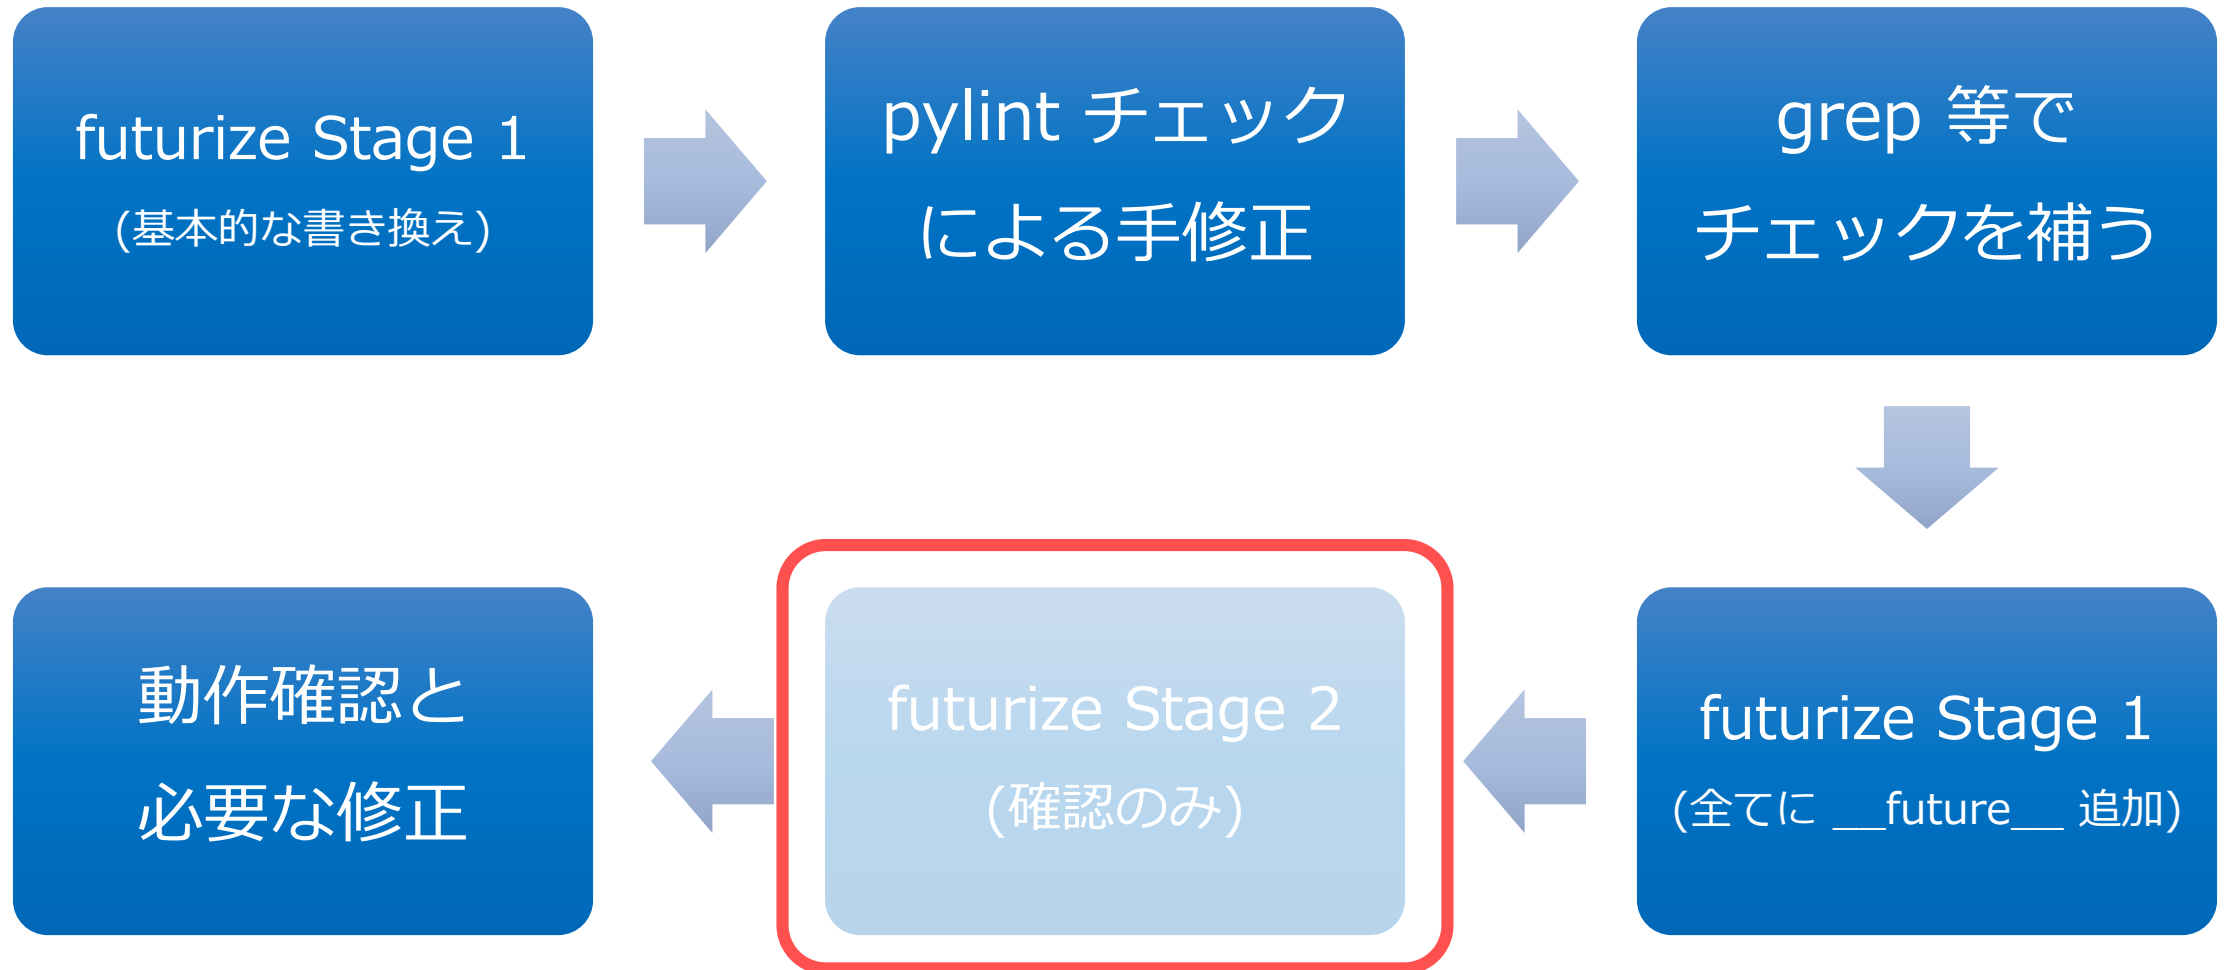 futurize Stage 1
(基本的な書き換え)
pylint チェック
による手修正
grep 等で
チェックを補う
futurize Stage 1
(全てに __future__ 追加)
futurize Stage 2
(確認のみ)
動作確認と
必要な修正